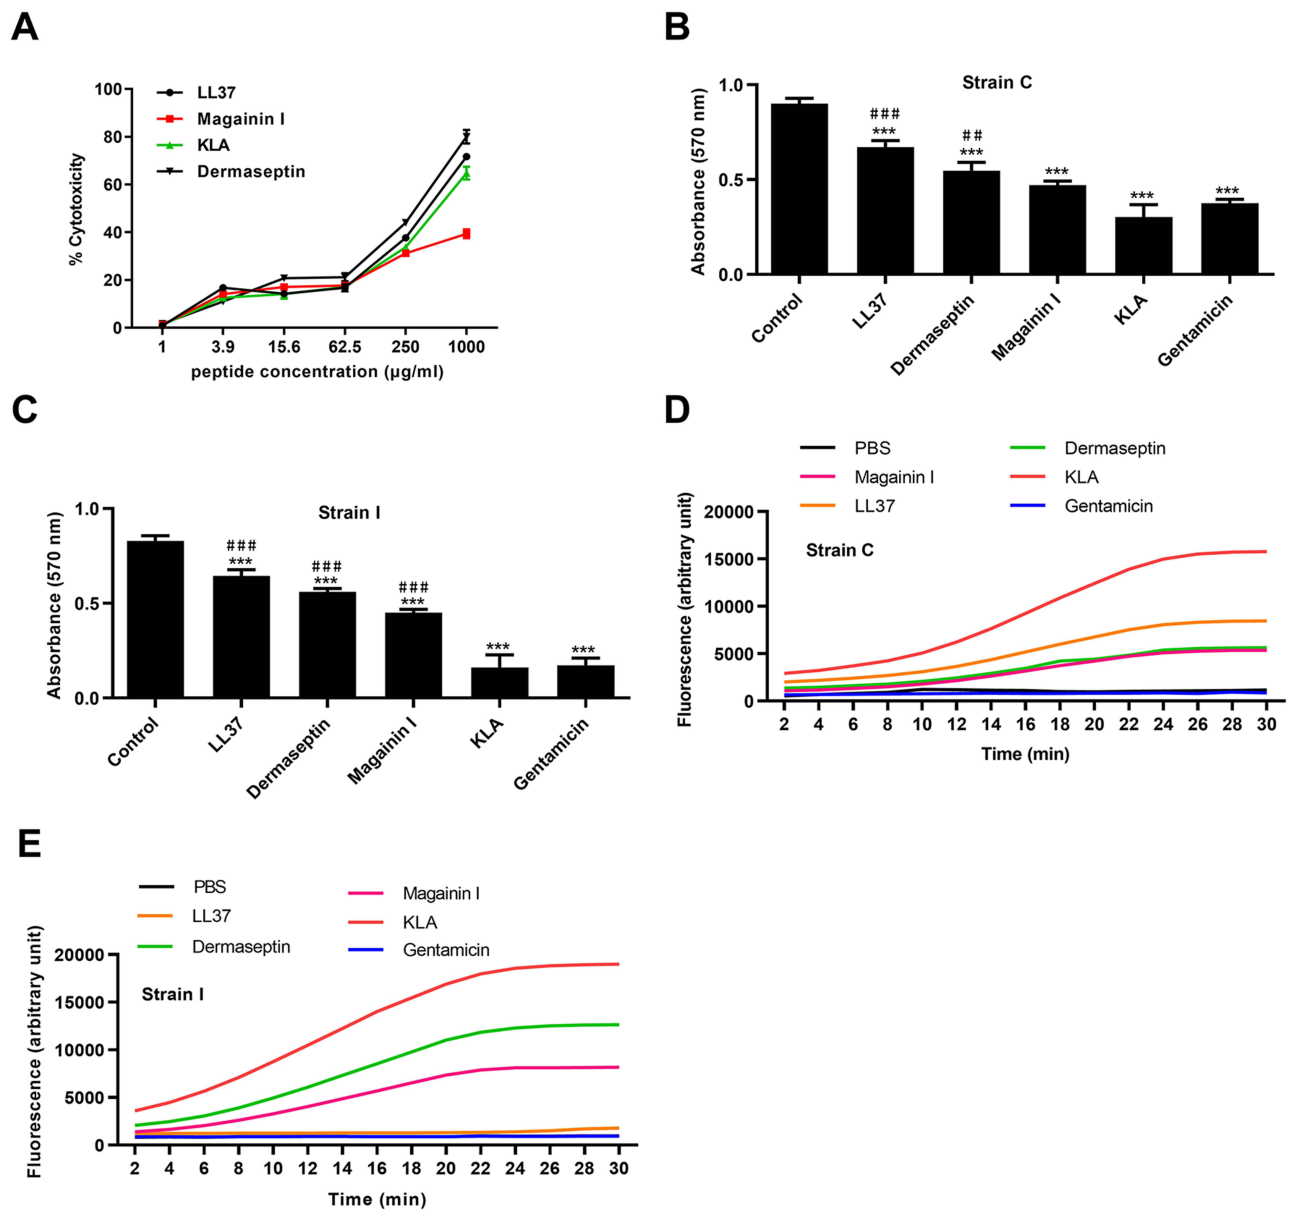 A
% Cytotoxicity
100
80
60
40
20
0
LL37
Magainin I
KLA
Dermaseptin
1 3.9 15.6 62.5 250 1000
peptide concentration (µg/ml)
B
Absorbance (570 nm)
1.0
0.5
0.0
Strain C
###
***
##
***
***
***
***
Control
LL37
Dermaseptin
Magainin I
KLA
Gentamicin
C
Absorbance (570 nm)
1.0
0.5
0.0
Strain I
###
***
###
***
###
***
***
***
Control
LL37
Dermaseptin
Magainin I
KLA
Gentamicin
D
PBS
Magainin I
LL37
Dermaseptin
KLA
Gentamicin
Fluorescence (arbitrary unit)
20000
15000
10000
5000
0
Strain C
2 4 6 8 10 12 14 16 18 20 22 24 26 28 30
Time (min)
E
PBS
LL37
Dermaseptin
Magainin I
KLA
Gentamicin
Fluorescence (arbitrary unit)
20000
15000
10000
5000
0
Strain I
2 4 6 8 10 12 14 16 18 20 22 24 26 28 30
Time (min)